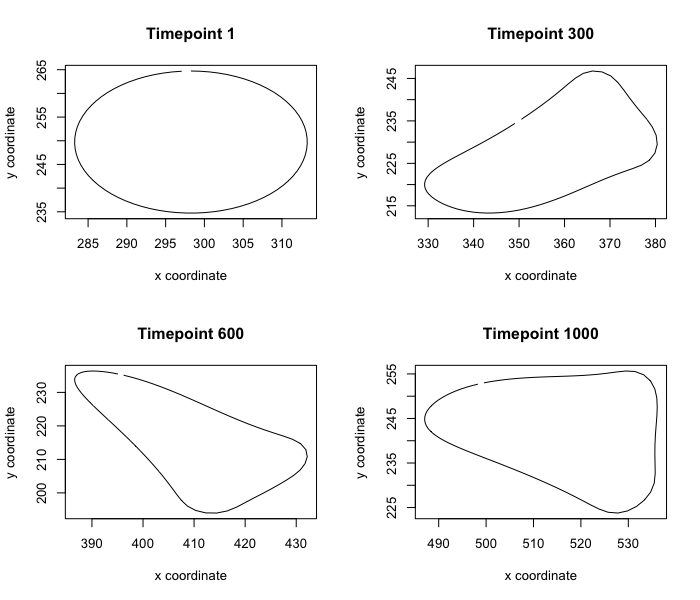 Timepoint 1
y coordinate
235 245 255 265
285 290 295 300 305 310
x coordinate
Timepoint 300
y coordinate
215 225 235 245
330 340 350 360 370 380
x coordinate
Timepoint 600
y coordinate
200 210 220 230
390 400 410 420 430
x coordinate
Timepoint 1000
y coordinate
225 235 245 255
490 500 510 520 530
x coordinate